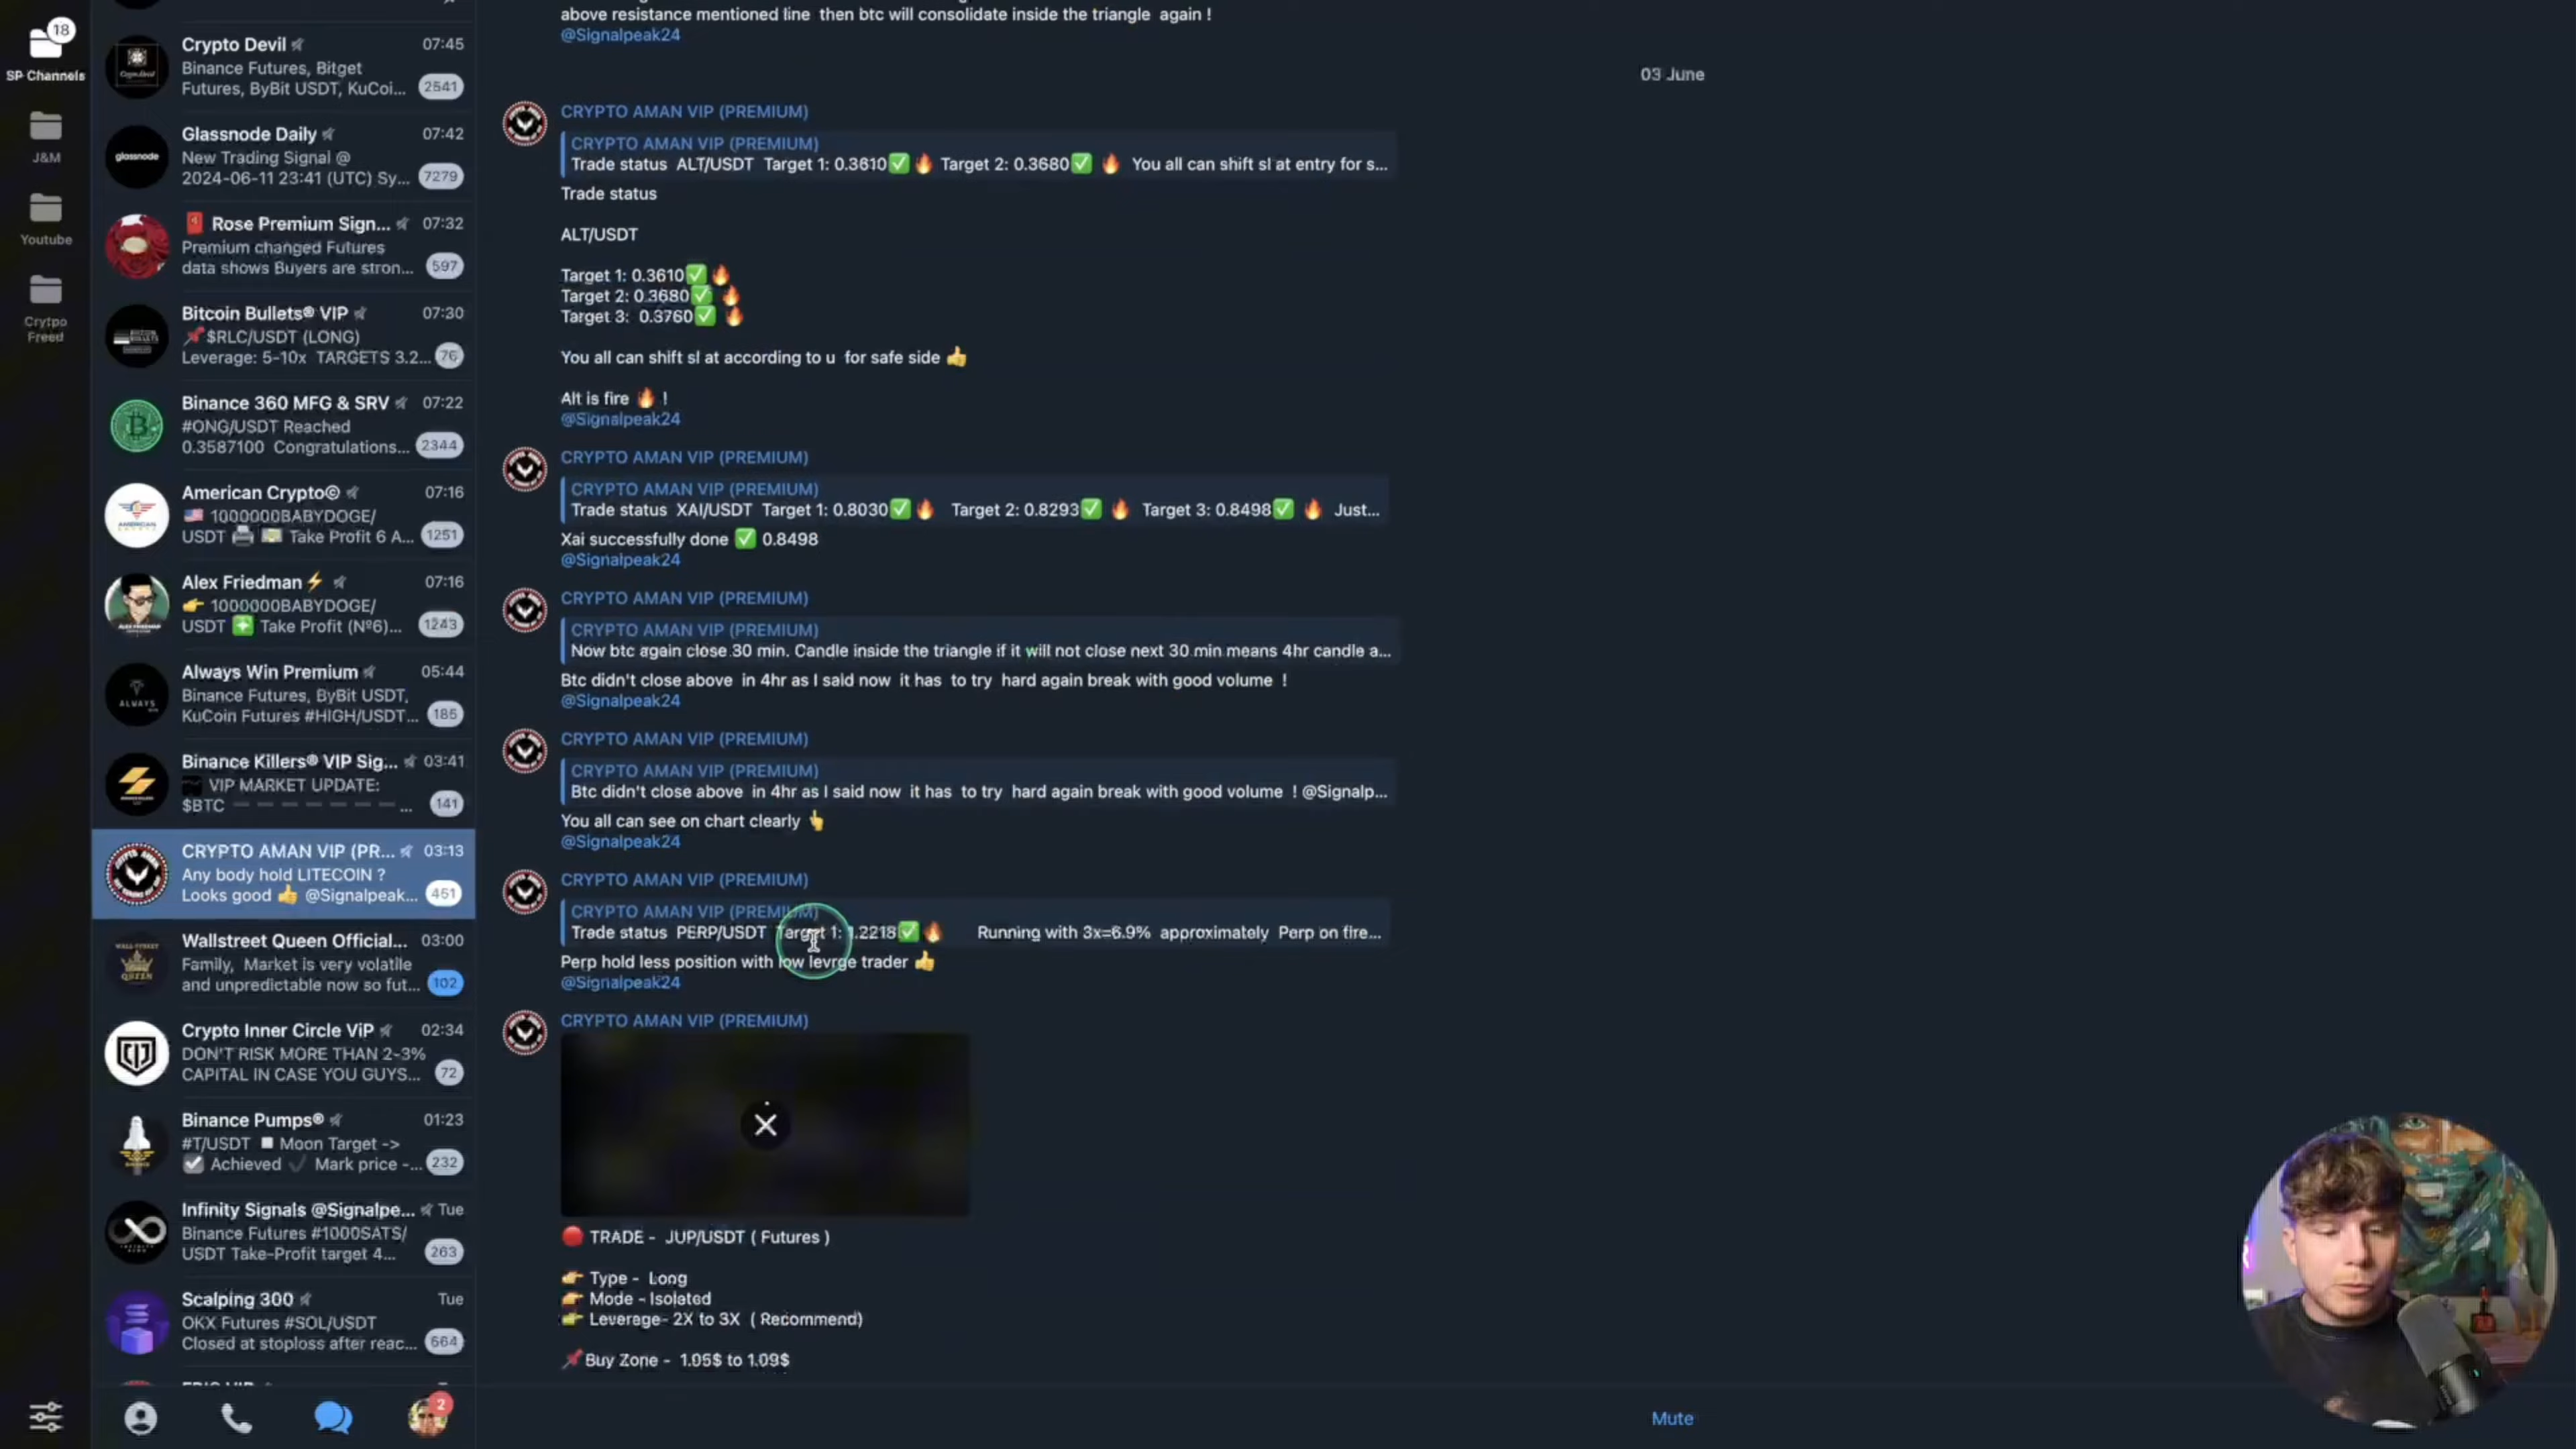 18
SP Channels
J&M
Youtube
Crytpo
Freed
Crypto Devil 07:45
Binance Futures, Bitget
Futures, ByBit USDT, KuCoi... 2541
Glassnode Daily 07:42
New Trading Signal @
2024-06-11 23:41 (UTC) Sy... 7279
glassnode
Rose Premium Sign... 07:32
Premium changed Futures
data shows Buyers are stron... 597
Bitcoin Bullets® VIP 07:30
📌$RLC/USDT (LONG)
Leverage: 5-10x TARGETS 3.2... 76
Binance 360 MFG & SRV 07:22
#ONG/USDT Reached
0.3587100 Congratulations... 2344
American Crypto© 07:16
🇺🇸 1000000BABYDOGE/
USDT 🖨 💵 Take Profit 6 A... 1251
Alex Friedman⚡ 07:16
👉 1000000BABYDOGE/
USDT ❇️ Take Profit (Nº6)... 1243
Always Win Premium 05:44
Binance Futures, ByBit USDT,
KuCoin Futures #HIGH/USDT... 185
ALWAYS
Binance Killers® VIP Sig... 03:41
VIP MARKET UPDATE:
$BTC — — — — — — — ... 141
CRYPTO AMAN VIP (PR... 03:13
Any body hold LITECOIN ?
Looks good 👍 @Signalpeak... 451
Wallstreet Queen Official... 03:00
Family, Market is very volatile
and unpredictable now so fut... 102
Crypto Inner Circle ViP 02:34
DON'T RISK MORE THAN 2-3%
CAPITAL IN CASE YOU GUYS... 72
Binance Pumps® 01:23
#T/USDT ◻️ Moon Target ->
☑️ Achieved ✔️ Mark price -... 232
Infinity Signals @Signalpe... Tue
Binance Futures #1000SATS/
USDT Take-Profit target 4... 263
Scalping 300 Tue
OKX Futures #SOL/USDT
Closed at stoploss after reac... 664
2
above resistance mentioned line then btc will consolidate inside the triangle again !
@Signalpeak24
03 June
CRYPTO AMAN VIP (PREMIUM)
CRYPTO AMAN VIP (PREMIUM)
Trade status ALT/USDT Target 1: 0.3610✅🔥 Target 2: 0.3680✅🔥 You all can shift sl at entry for s...
Trade status
ALT/USDT
Target 1: 0.3610✅🔥
Target 2: 0.3680✅🔥
Target 3: 0.3760✅🔥
You all can shift sl at according to u for safe side 👍
Alt is fire 🔥 !
@Signalpeak24
CRYPTO AMAN VIP (PREMIUM)
CRYPTO AMAN VIP (PREMIUM)
Trade status XAI/USDT Target 1: 0.8030✅🔥 Target 2: 0.8293✅🔥 Target 3: 0.8498✅🔥 Just...
Xai successfully done ✅ 0.8498
@Signalpeak24
CRYPTO AMAN VIP (PREMIUM)
CRYPTO AMAN VIP (PREMIUM)
Now btc again close 30 min. Candle inside the triangle if it will not close next 30 min means 4hr candle a...
Btc didn't close above in 4hr as I said now it has to try hard again break with good volume !
@Signalpeak24
CRYPTO AMAN VIP (PREMIUM)
CRYPTO AMAN VIP (PREMIUM)
Btc didn't close above in 4hr as I said now it has to try hard again break with good volume ! @Signalp...
You all can see on chart clearly 👆
@Signalpeak24
CRYPTO AMAN VIP (PREMIUM)
CRYPTO AMAN VIP (PREMIUM)
Trade status PERP/USDT Target 1: 1.2218✅🔥 Running with 3x=6.9% approximately Perp on fire...
Perp hold less position with low levrge trader 👍
@Signalpeak24
CRYPTO AMAN VIP (PREMIUM)
🔴 TRADE - JUP/USDT ( Futures )
👉 Type - Long
👉 Mode - Isolated
👉 Leverage- 2X to 3X ( Recommend)
📌Buy Zone - 1.05$ to 1.09$
Mute